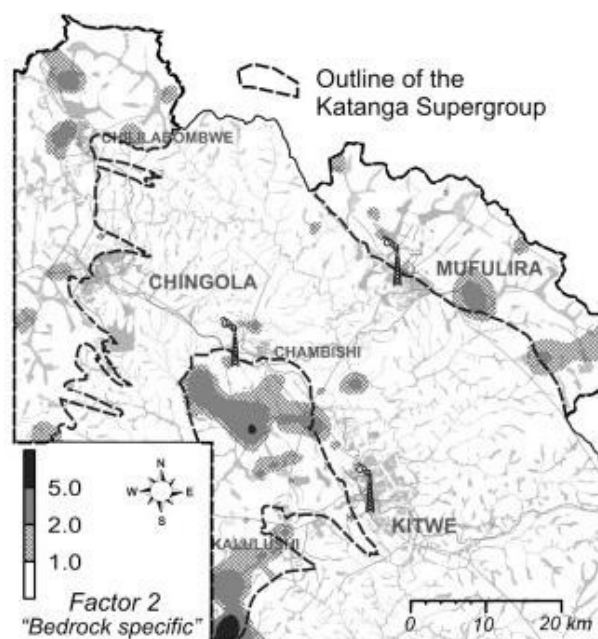 Outline of the
Katanga Supergroup
CHILILABOMBWE
CHINGOLA
MUFULIRA
CHAMBISHI
KITWE
KALULUSHI
N
W E
S
5.0
2.0
1.0
Factor 2
"Bedrock specific"
0 10 20 km